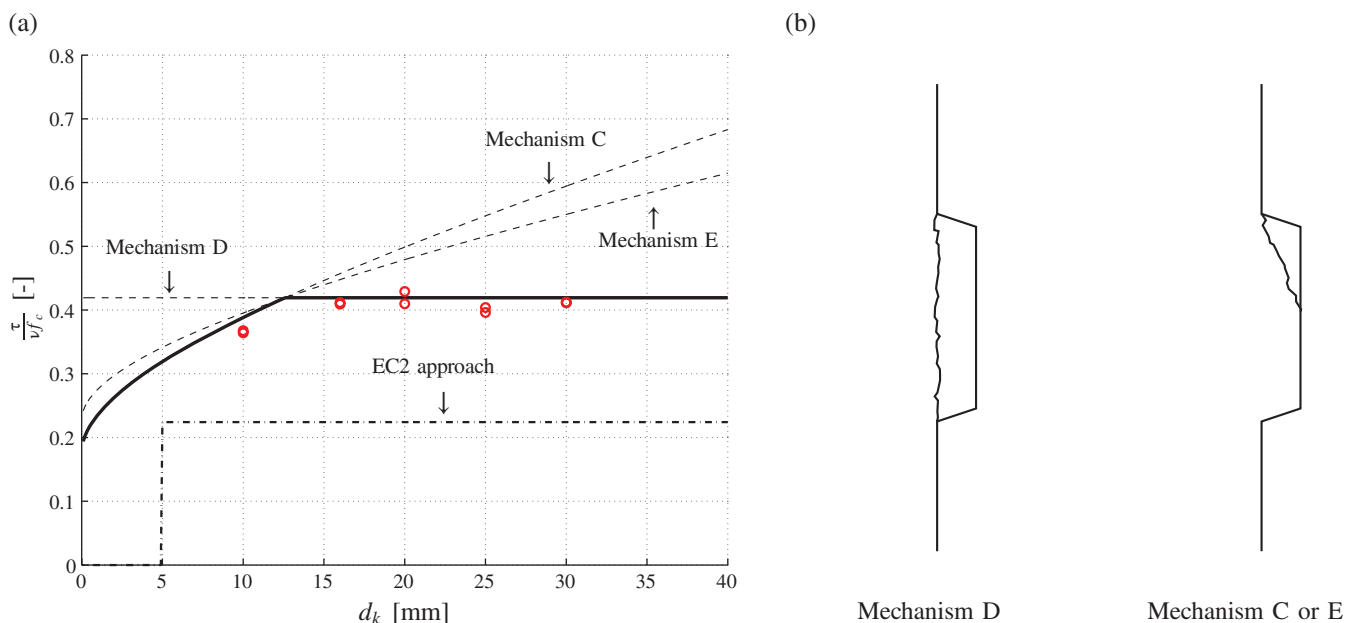 (a)
(b)
0.8
0.7
0.6
0.5
0.4
0.3
0.2
0.1
0
τ/νf_c [-]
Mechanism C
Mechanism E
Mechanism D
EC2 approach
0 5 10 15 20 25 30 35 40
d_k [mm]
Mechanism D
Mechanism C or E